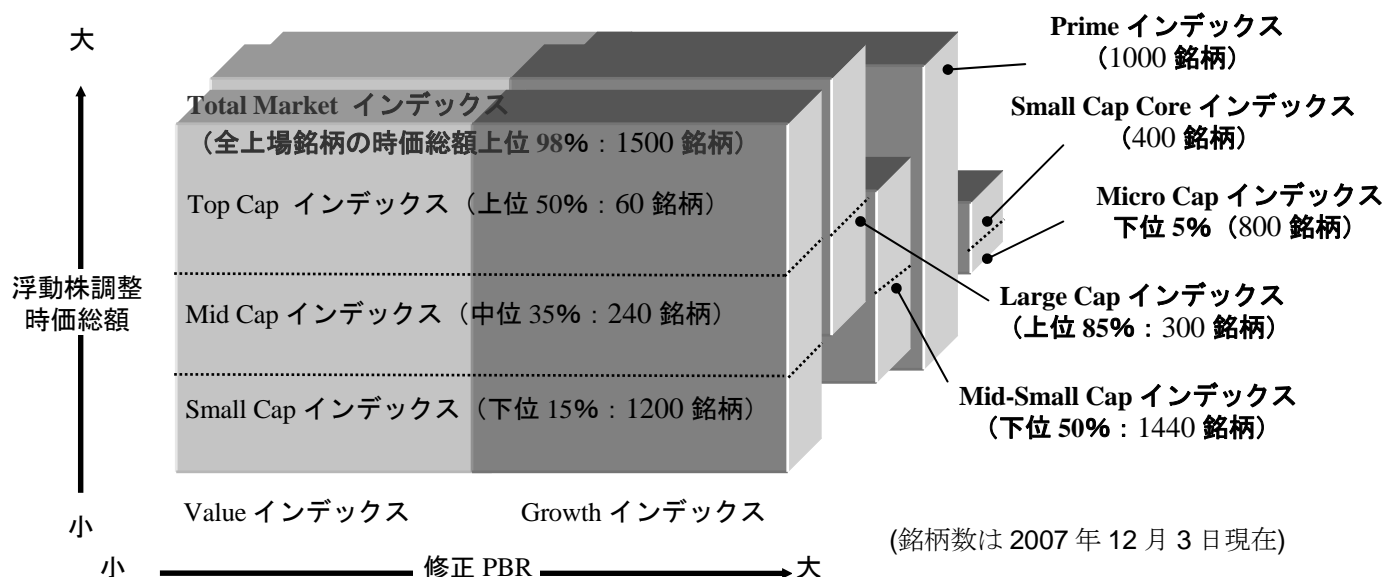 大
Prime インデックス
（1000 銘柄）
Total Market インデックス
（全上場銘柄の時価総額上位 98%：1500 銘柄）
Small Cap Core インデックス
（400 銘柄）
Top Cap インデックス（上位 50%：60 銘柄）
Micro Cap インデックス
下位 5%（800 銘柄）
浮動株調整
時価総額
Mid Cap インデックス（中位 35%：240 銘柄）
Large Cap インデックス
（上位 85%：300 銘柄）
Small Cap インデックス（下位 15%：1200 銘柄）
Mid-Small Cap インデックス
（下位 50%：1440 銘柄）
小
Value インデックス
Growth インデックス
(銘柄数は 2007 年 12 月 3 日現在)
小
修正 PBR
大